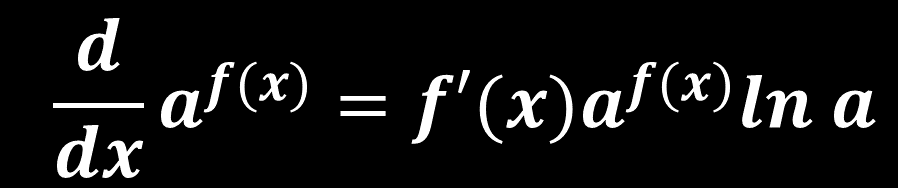 d/dx a^{f(x)} = f′(x)a^{f(x)} ln a